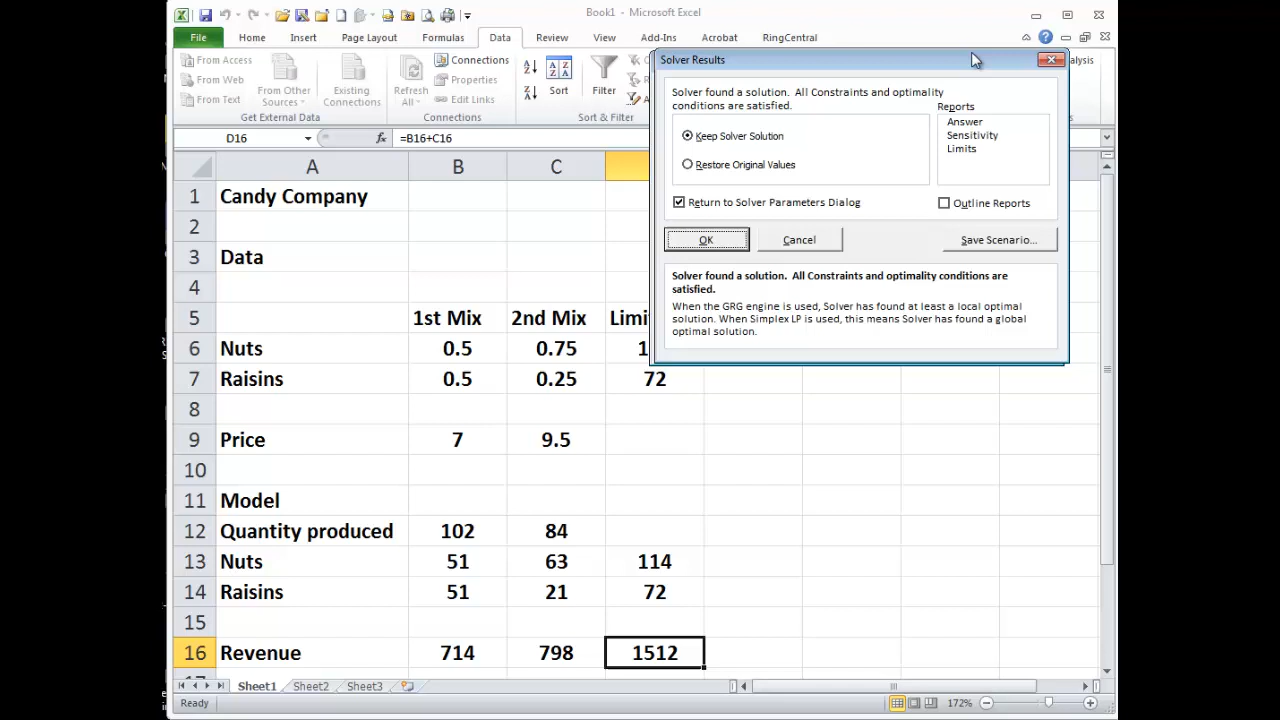 Book1 - Microsoft Excel
File Home Insert Page Layout Formulas Data Review View Add-Ins Acrobat RingCentral
From Access
From Web
From Text
From Other
Sources
Existing
Connections
Get External Data
Refresh
All
Connections
Properties
Edit Links
Connections
Sort
Filter
Sort & Filter
alysis
D16 fx =B16+C16
A B C
1 Candy Company
2
3 Data
4
5 1st Mix 2nd Mix Limi
6 Nuts 0.5 0.75 1
7 Raisins 0.5 0.25 72
8
9 Price 7 9.5
10
11 Model
12 Quantity produced 102 84
13 Nuts 51 63 114
14 Raisins 51 21 72
15
16 Revenue 714 798 1512
Sheet1 Sheet2 Sheet3
Ready 172%
Solver Results
Solver found a solution. All Constraints and optimality
conditions are satisfied.
Keep Solver Solution
Restore Original Values
Reports
Answer
Sensitivity
Limits
Return to Solver Parameters Dialog
Outline Reports
OK Cancel Save Scenario...
Solver found a solution. All Constraints and optimality conditions are
satisfied.
When the GRG engine is used, Solver has found at least a local optimal
solution. When Simplex LP is used, this means Solver has found a global
optimal solution.